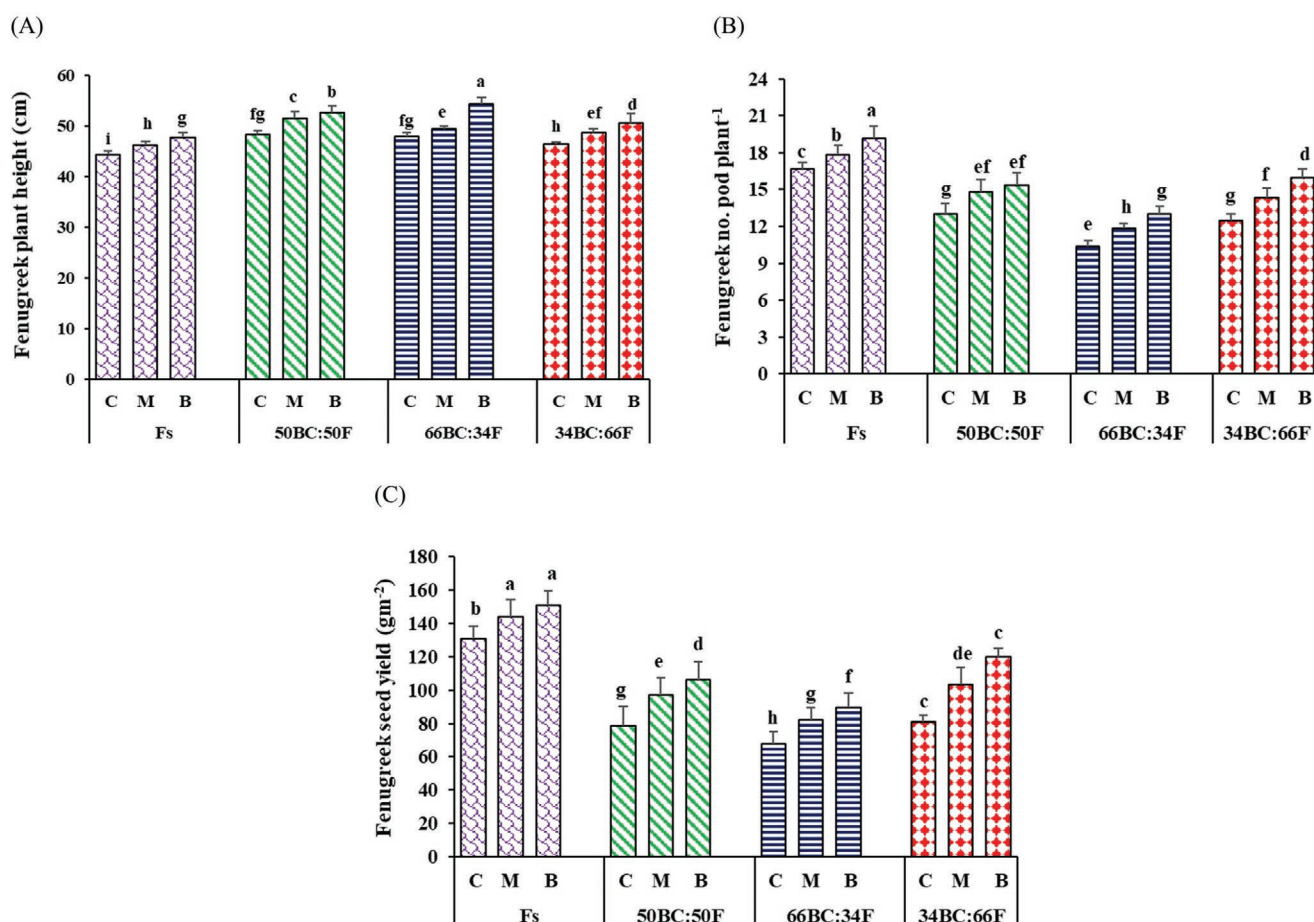 (A)
(B)
Fenugreek plant height (cm)
60
50
40
30
20
10
0
i h g fg c b fg e a h ef d
C M B C M B C M B C M B
Fs 50BC:50F 66BC:34F 34BC:66F
Fenugreek no. pod plant⁻¹
24
21
18
15
12
9
6
3
0
c b a g ef ef e h g g f d
C M B C M B C M B C M B
Fs 50BC:50F 66BC:34F 34BC:66F
(C)
Fenugreek seed yield (gm⁻²)
180
160
140
120
100
80
60
40
20
0
b a a g e d h g f c de c
C M B C M B C M B C M B
Fs 50BC:50F 66BC:34F 34BC:66F